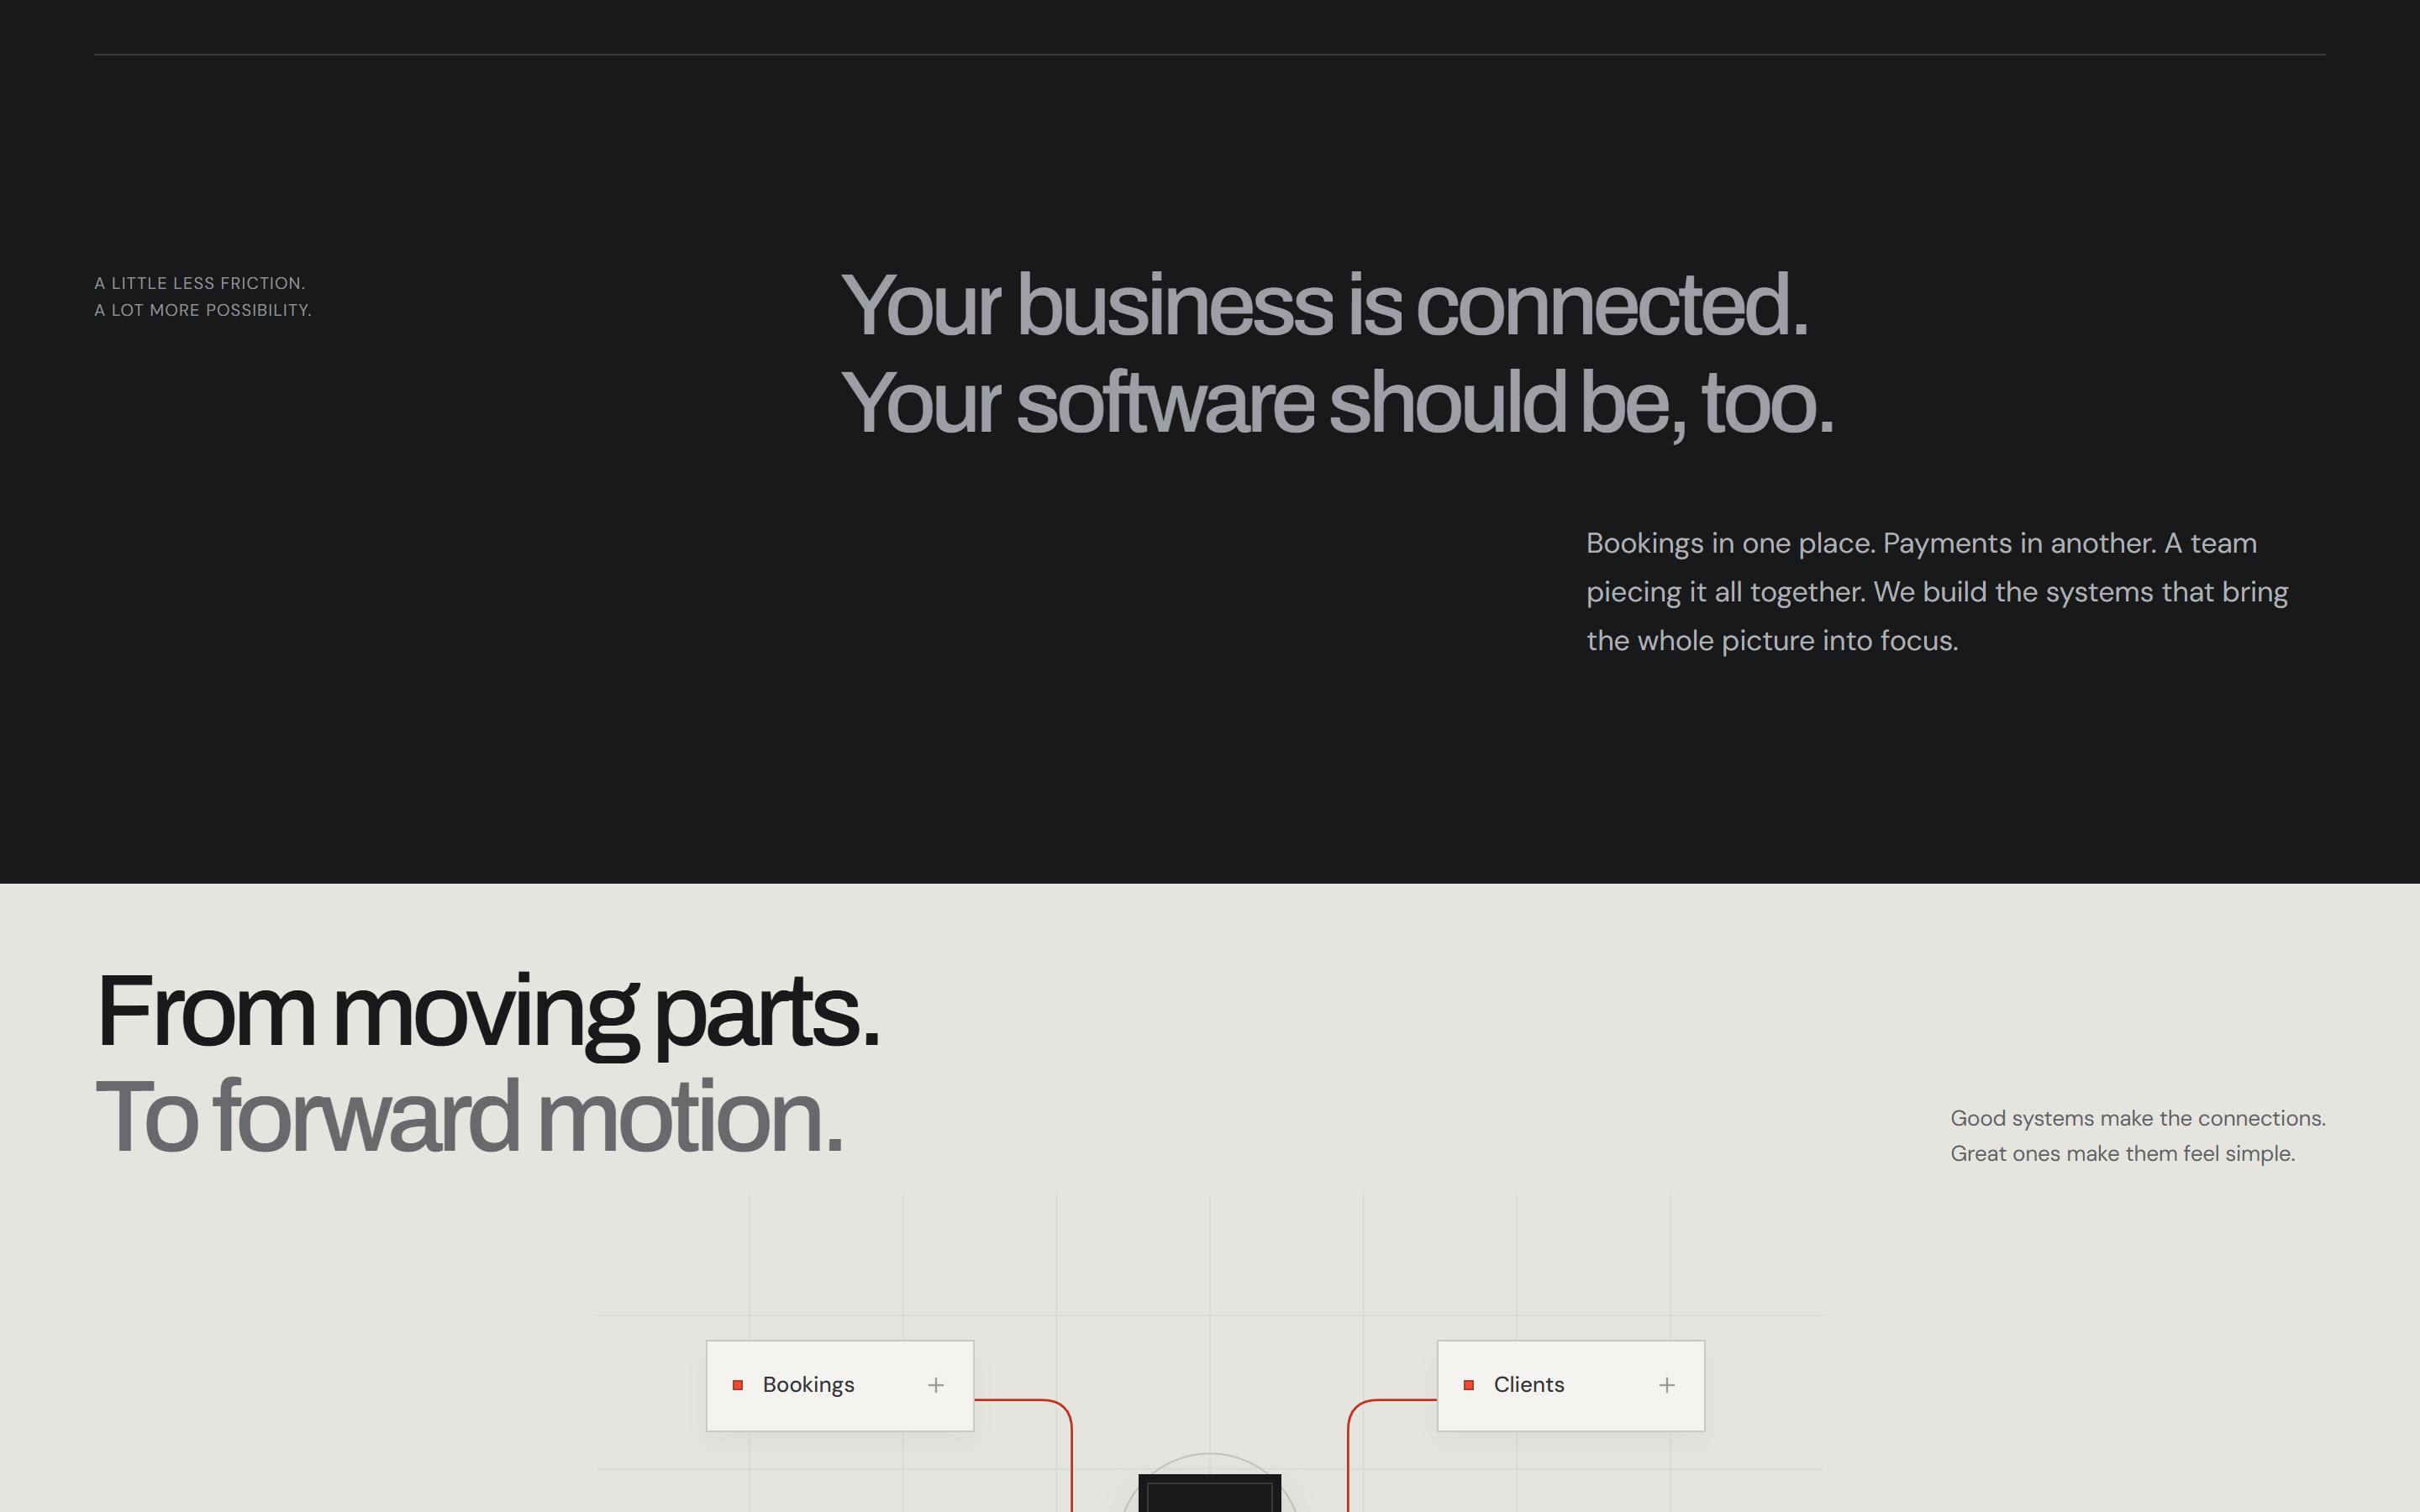 A LITTLE LESS FRICTION.
A LOT MORE POSSIBILITY.
Your business is connected.
Your software should be, too.
Bookings in one place. Payments in another. A team
piecing it all together. We build the systems that bring
the whole picture into focus.
From moving parts.
To forward motion.
Good systems make the connections.
Great ones make them feel simple.
Bookings
Clients